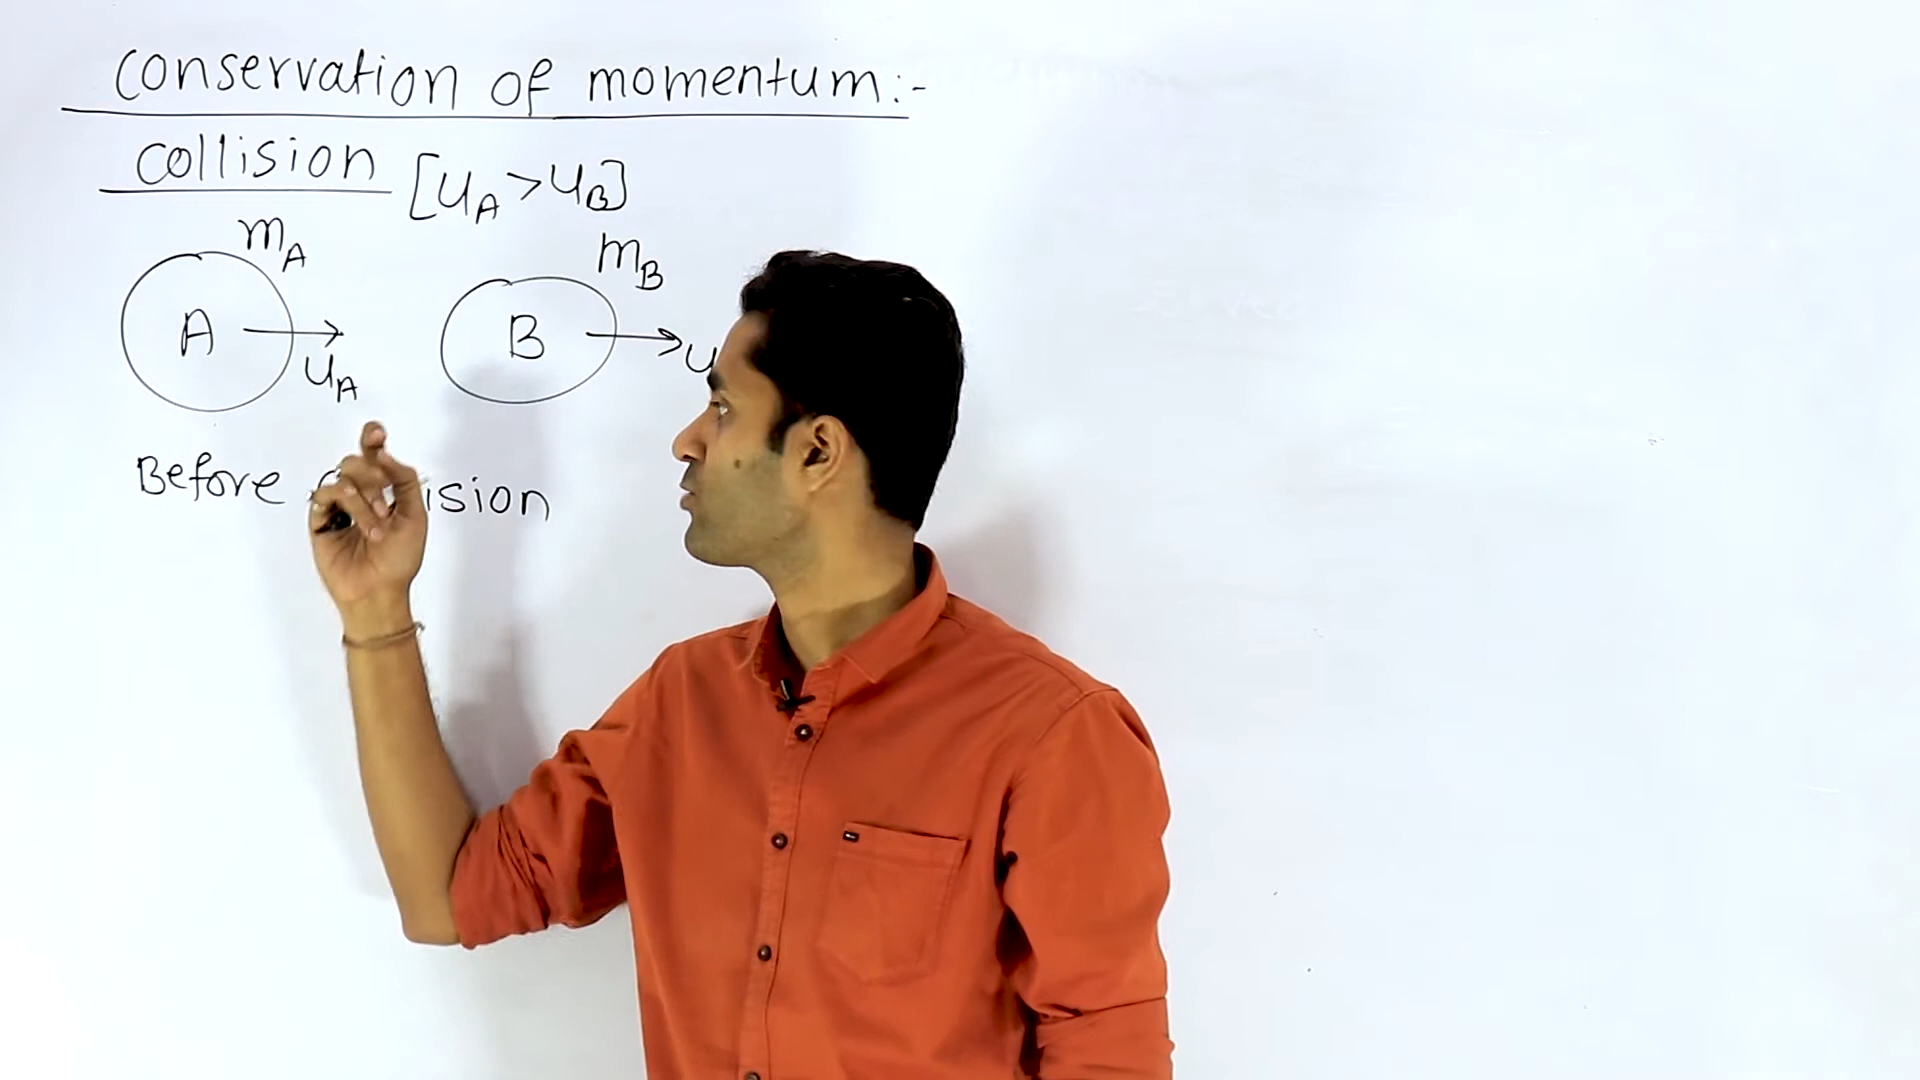 conservation of momentum:-
collision [uA > uB]
mA
mB
A
B
uA
u
Before ision